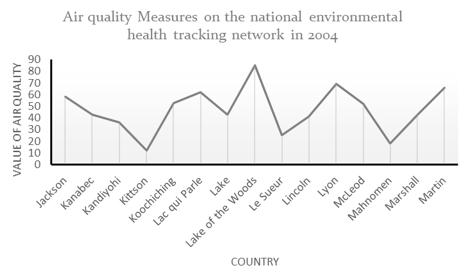 Air quality Measures on the national environmental
health tracking network in 2004
VALUE OF AIR QUALITY
90
80
70
60
50
40
30
20
10
0
Jackson
Kanabec
Kandiyohi
Kittson
Koochiching
Lac qui Parle
Lake
Lake of the Woods
Le Sueur
Lincoln
Lyon
McLeod
Mahnomen
Marshall
Martin
COUNTRY